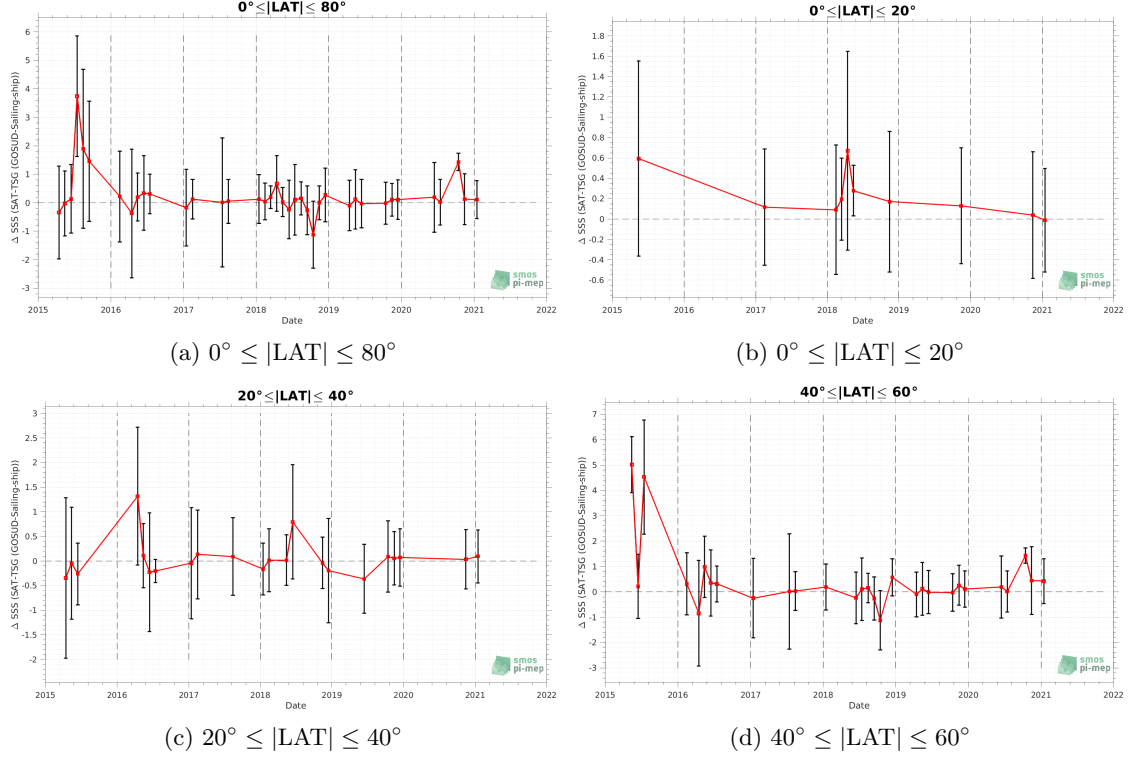 0°≤|LAT|≤ 80°
Δ SSS (SAT-TSG (GOSUD-Sailing-ship))
6
5
4
3
2
1
0
-1
-2
-3
2015 2016 2017 2018 2019 2020 2021 2022
Date
smos
pi-mep
(a) 0° ≤ |LAT| ≤ 80°
0°≤|LAT|≤ 20°
Δ SSS (SAT-TSG (GOSUD-Sailing-ship))
1.8
1.6
1.4
1.2
1
0.8
0.6
0.4
0.2
0
-0.2
-0.4
-0.6
2015 2016 2017 2018 2019 2020 2021 2022
Date
smos
pi-mep
(b) 0° ≤ |LAT| ≤ 20°
20°≤|LAT|≤ 40°
Δ SSS (SAT-TSG (GOSUD-Sailing-ship))
3
2.5
2
1.5
1
0.5
0
-0.5
-1
-1.5
-2
2015 2016 2017 2018 2019 2020 2021 2022
Date
smos
pi-mep
(c) 20° ≤ |LAT| ≤ 40°
40°≤|LAT|≤ 60°
Δ SSS (SAT-TSG (GOSUD-Sailing-ship))
7
6
5
4
3
2
1
0
-1
-2
-3
2015 2016 2017 2018 2019 2020 2021 2022
Date
smos
pi-mep
(d) 40° ≤ |LAT| ≤ 60°